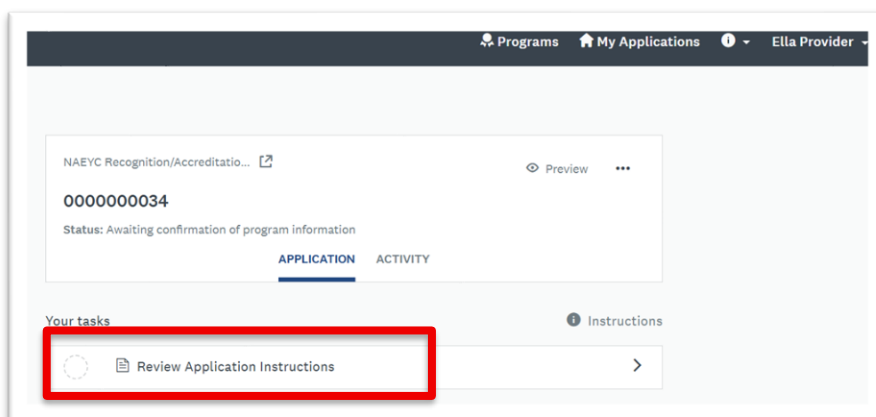 Programs My Applications Ella Provider
NAEYC Recognition/Accreditatio...
Preview
0000000034
Status: Awaiting confirmation of program information
APPLICATION ACTIVITY
Your tasks
Instructions
Review Application Instructions